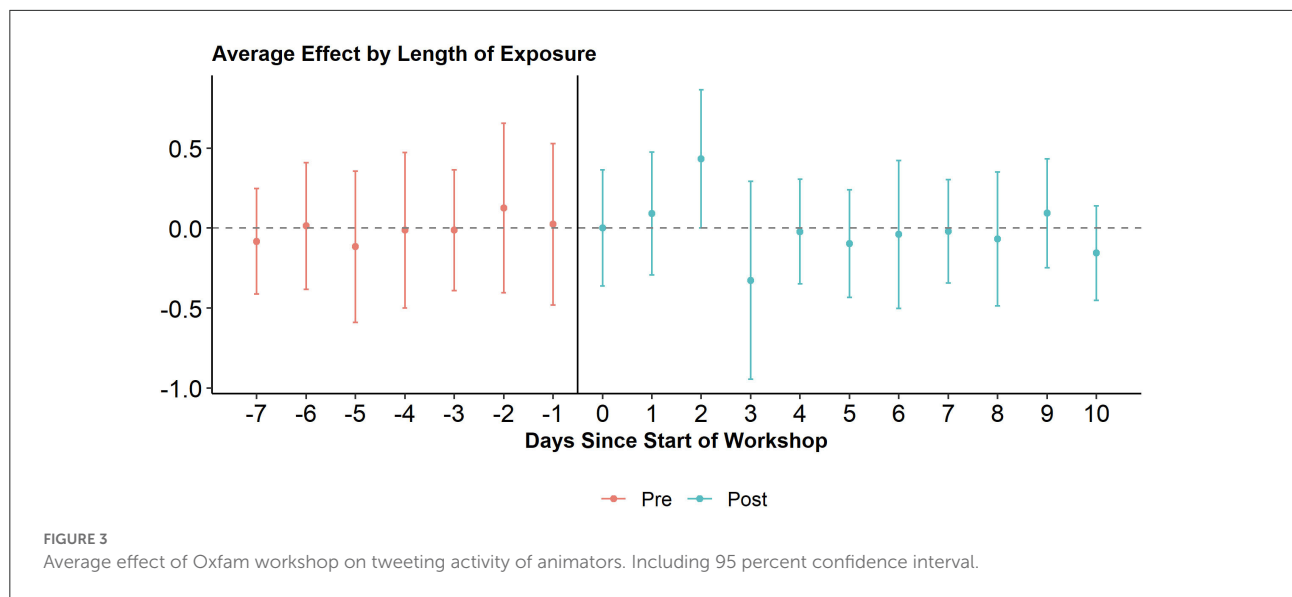 Average Effect by Length of Exposure
0.5
0.0
-0.5
-1.0
-7 -6 -5 -4 -3 -2 -1 0 1 2 3 4 5 6 7 8 9 10
Days Since Start of Workshop
Pre Post
FIGURE 3
Average effect of Oxfam workshop on tweeting activity of animators. Including 95 percent confidence interval.